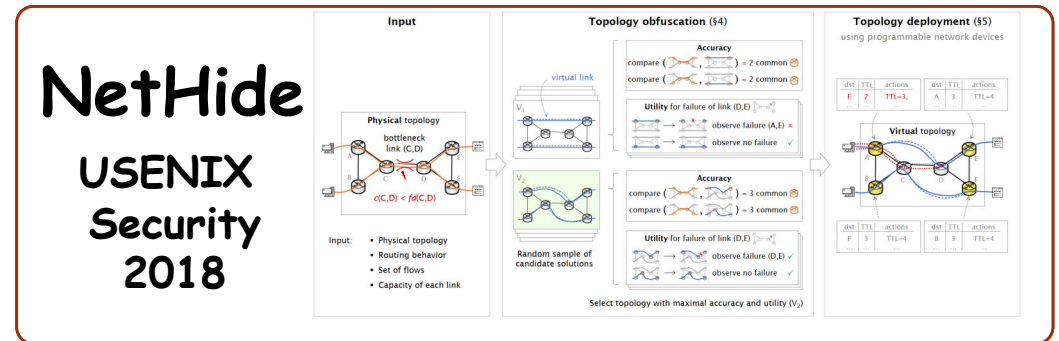 NetHide
USENIX
Security
2018
Input
Physical topology
bottleneck
link (C,D)
A
B
C
D
E
F
c(C,D) < fd(C,D)
Input:
▪ Physical topology
▪ Routing behavior
▪ Set of flows
▪ Capacity of each link
Topology obfuscation (§4)
virtual link
V1
V2
Random sample of
candidate solutions
Accuracy
compare ( , ) = 2 common
compare ( , ) = 2 common
Utility for failure of link (D,E)
→ observe failure (A,E) ×
→ observe no failure ✓
Accuracy
compare ( , ) = 3 common
compare ( , ) = 3 common
Utility for failure of link (D,E)
→ observe failure (D,E) ✓
→ observe no failure ✓
Select topology with maximal accuracy and utility (V2)
Topology deployment (§5)
using programmable network devices
dst TTL actions
E 2 TTL=3,
... ... ...
dst TTL actions
A 3 TTL=4
... ... ...
Virtual topology
A
B
C
D
E
F
dst TTL actions
F 3 TTL=4
... ... ...
dst TTL actions
B 3 TTL=4
... ... ...